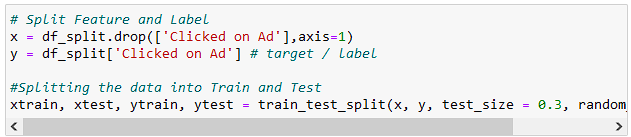 # Split Feature and Label
x = df_split.drop(['Clicked on Ad'],axis=1)
y = df_split['Clicked on Ad'] # target / label
#Splitting the data into Train and Test
xtrain, xtest, ytrain, ytest = train_test_split(x, y, test_size = 0.3, random_